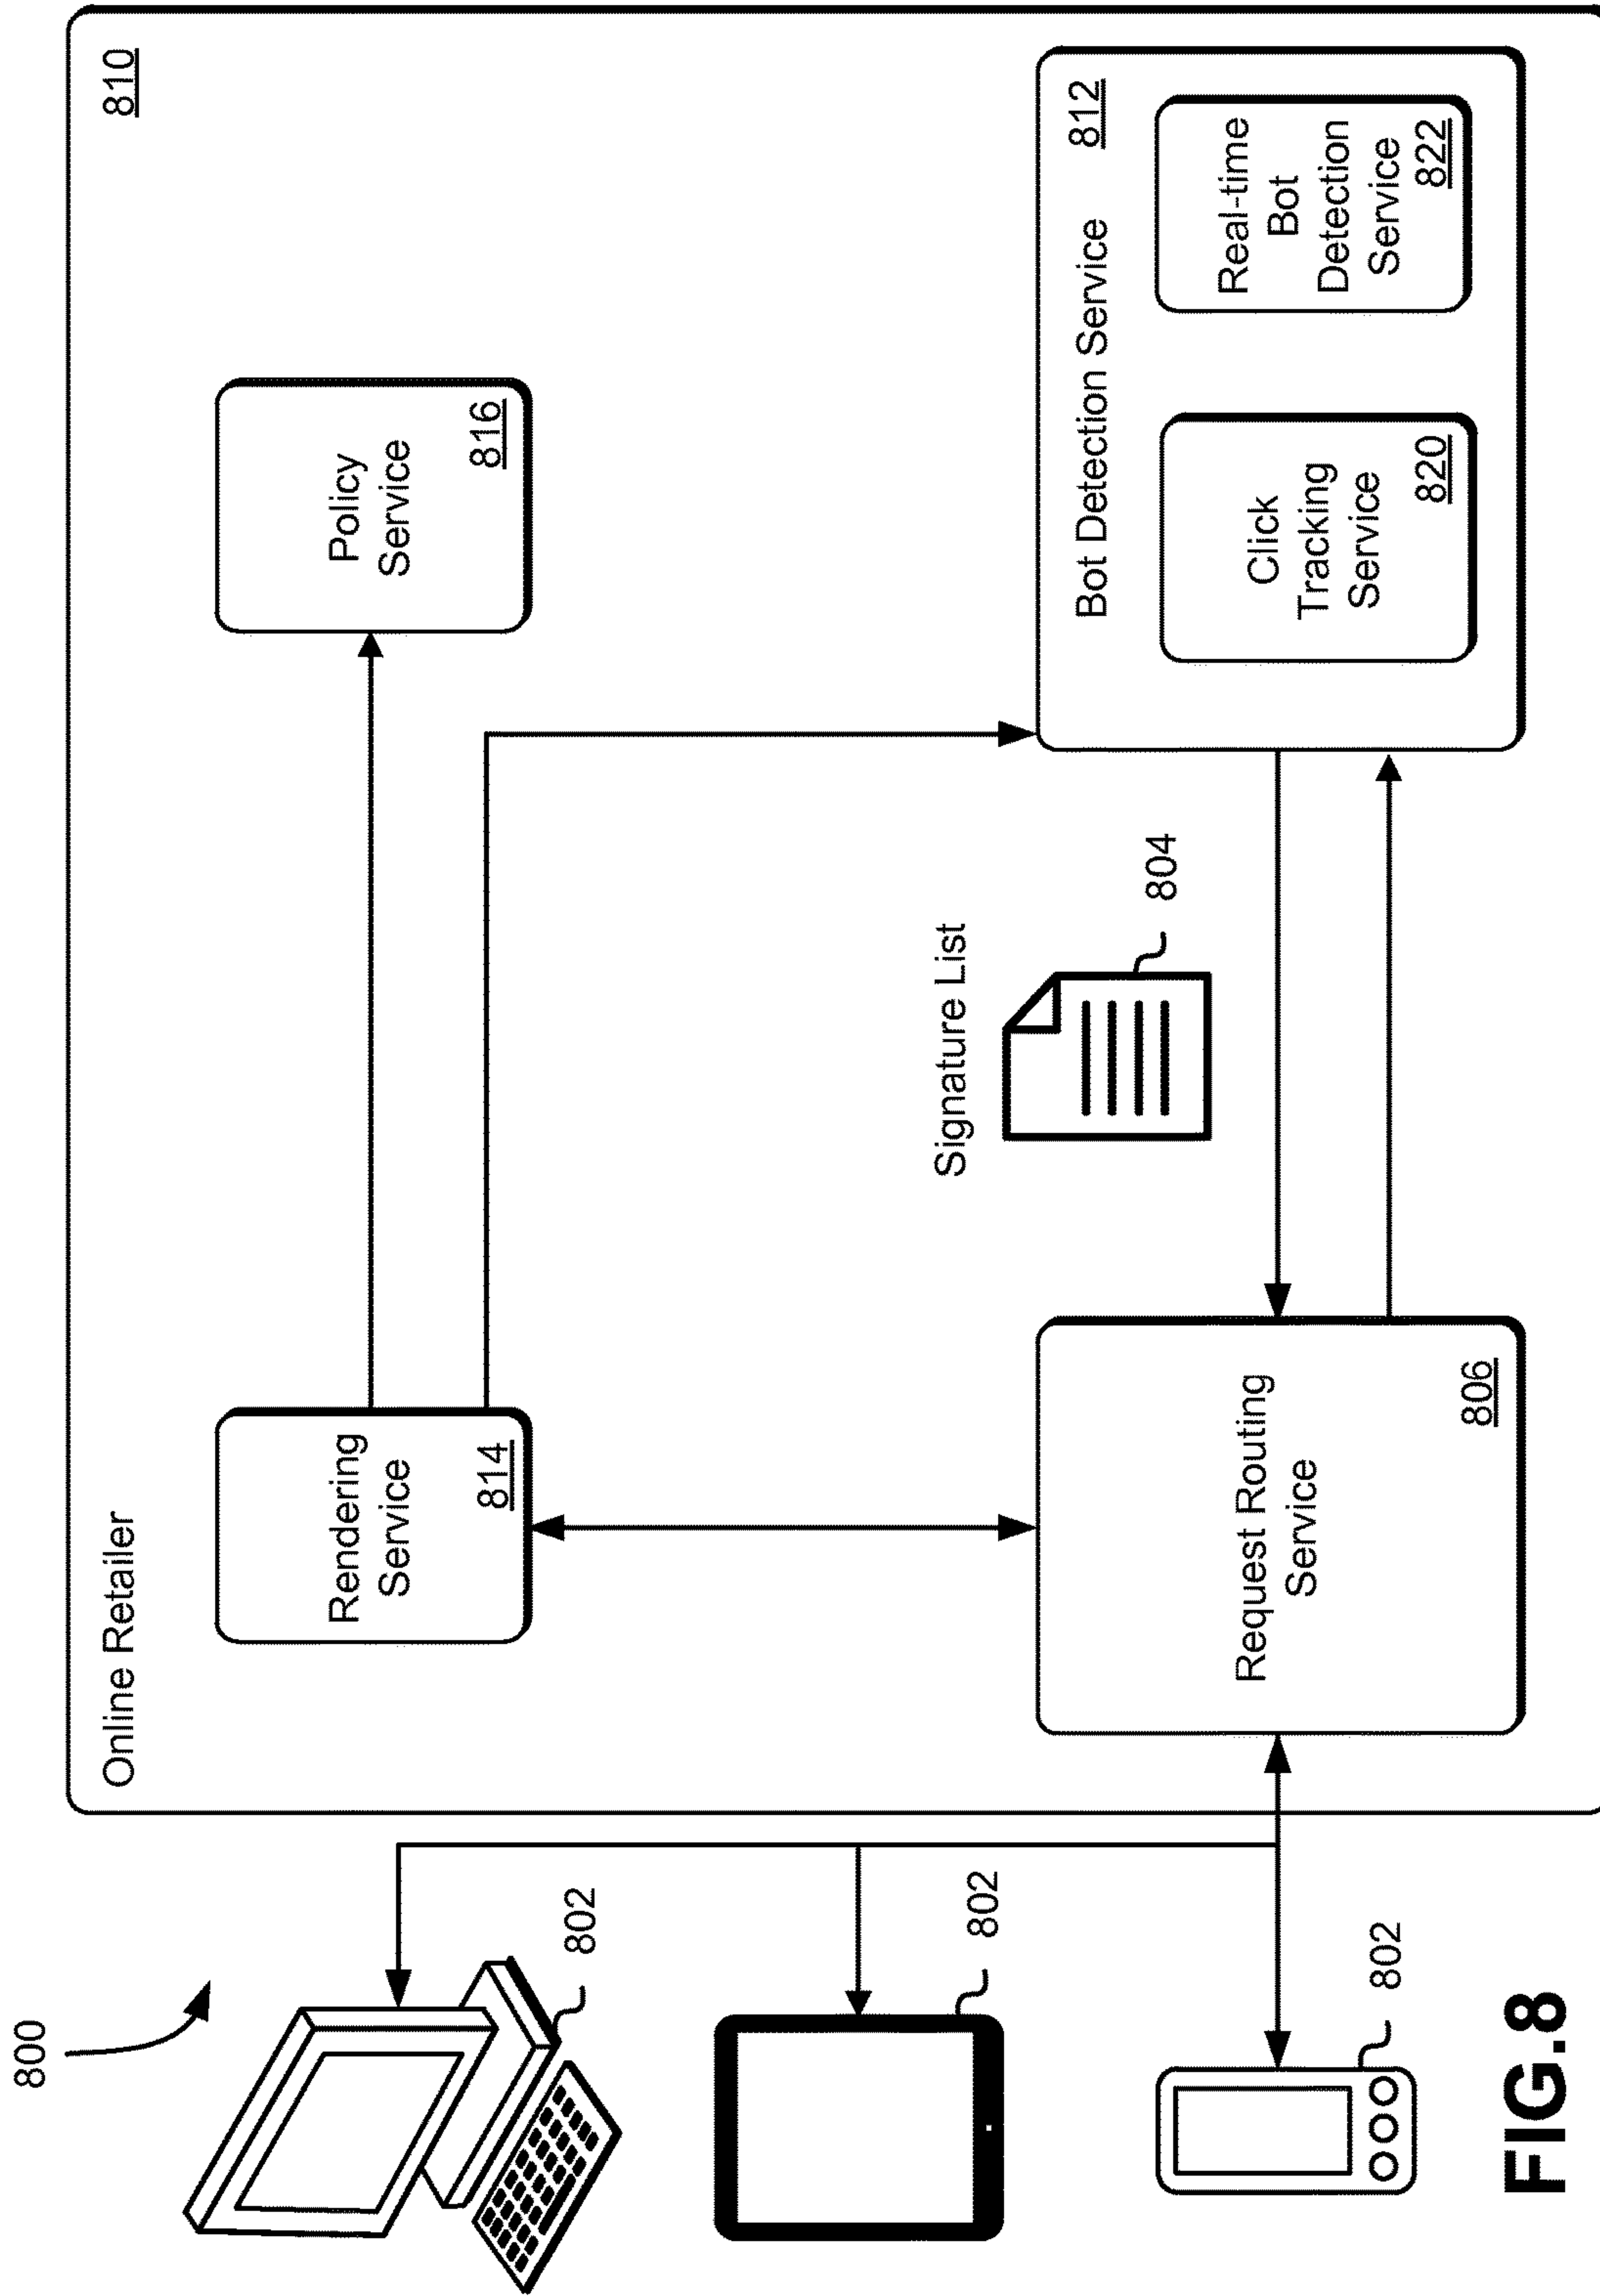 800
Online Retailer
810
Rendering
Service
814
Policy
Service
816
802
802
802
Signature List
804
Request Routing
Service
806
Bot Detection Service
812
Click
Tracking
Service
820
Real-time
Bot
Detection
Service
822
FIG.8